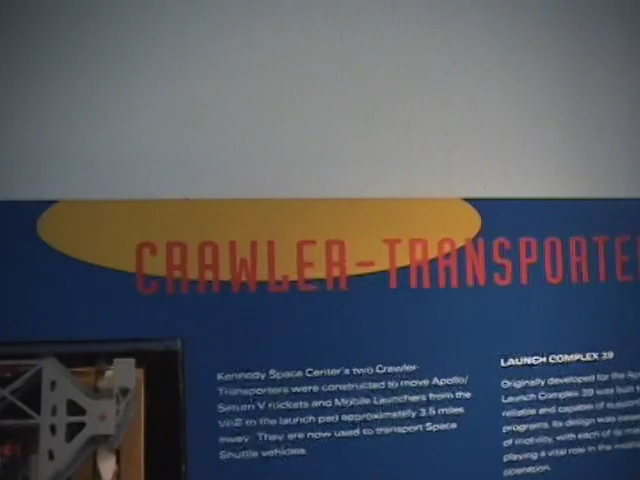 CRAWLER-TRANSPORTE
Kennedy Space Center's two Crawler-
Transporters were constructed to move Apollo/
Saturn V rockets and Mobile Launchers from the
VAB to the launch pad approximately 3.5 miles
away. They are now used to transport Space
Shuttle vehicles.
LAUNCH COMPLEX 39
Originally developed for the
Launch Complex 39 was
reliable and capable of
programs. Its design was
of mobility, with each of
playing a vital role in the
operation.